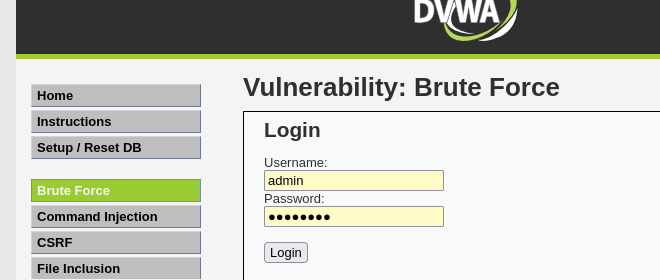 DVWA
Home
Instructions
Setup / Reset DB
Brute Force
Command Injection
CSRF
File Inclusion
Vulnerability: Brute Force
Login
Username:
admin
Password:
●●●●●●●●
Login